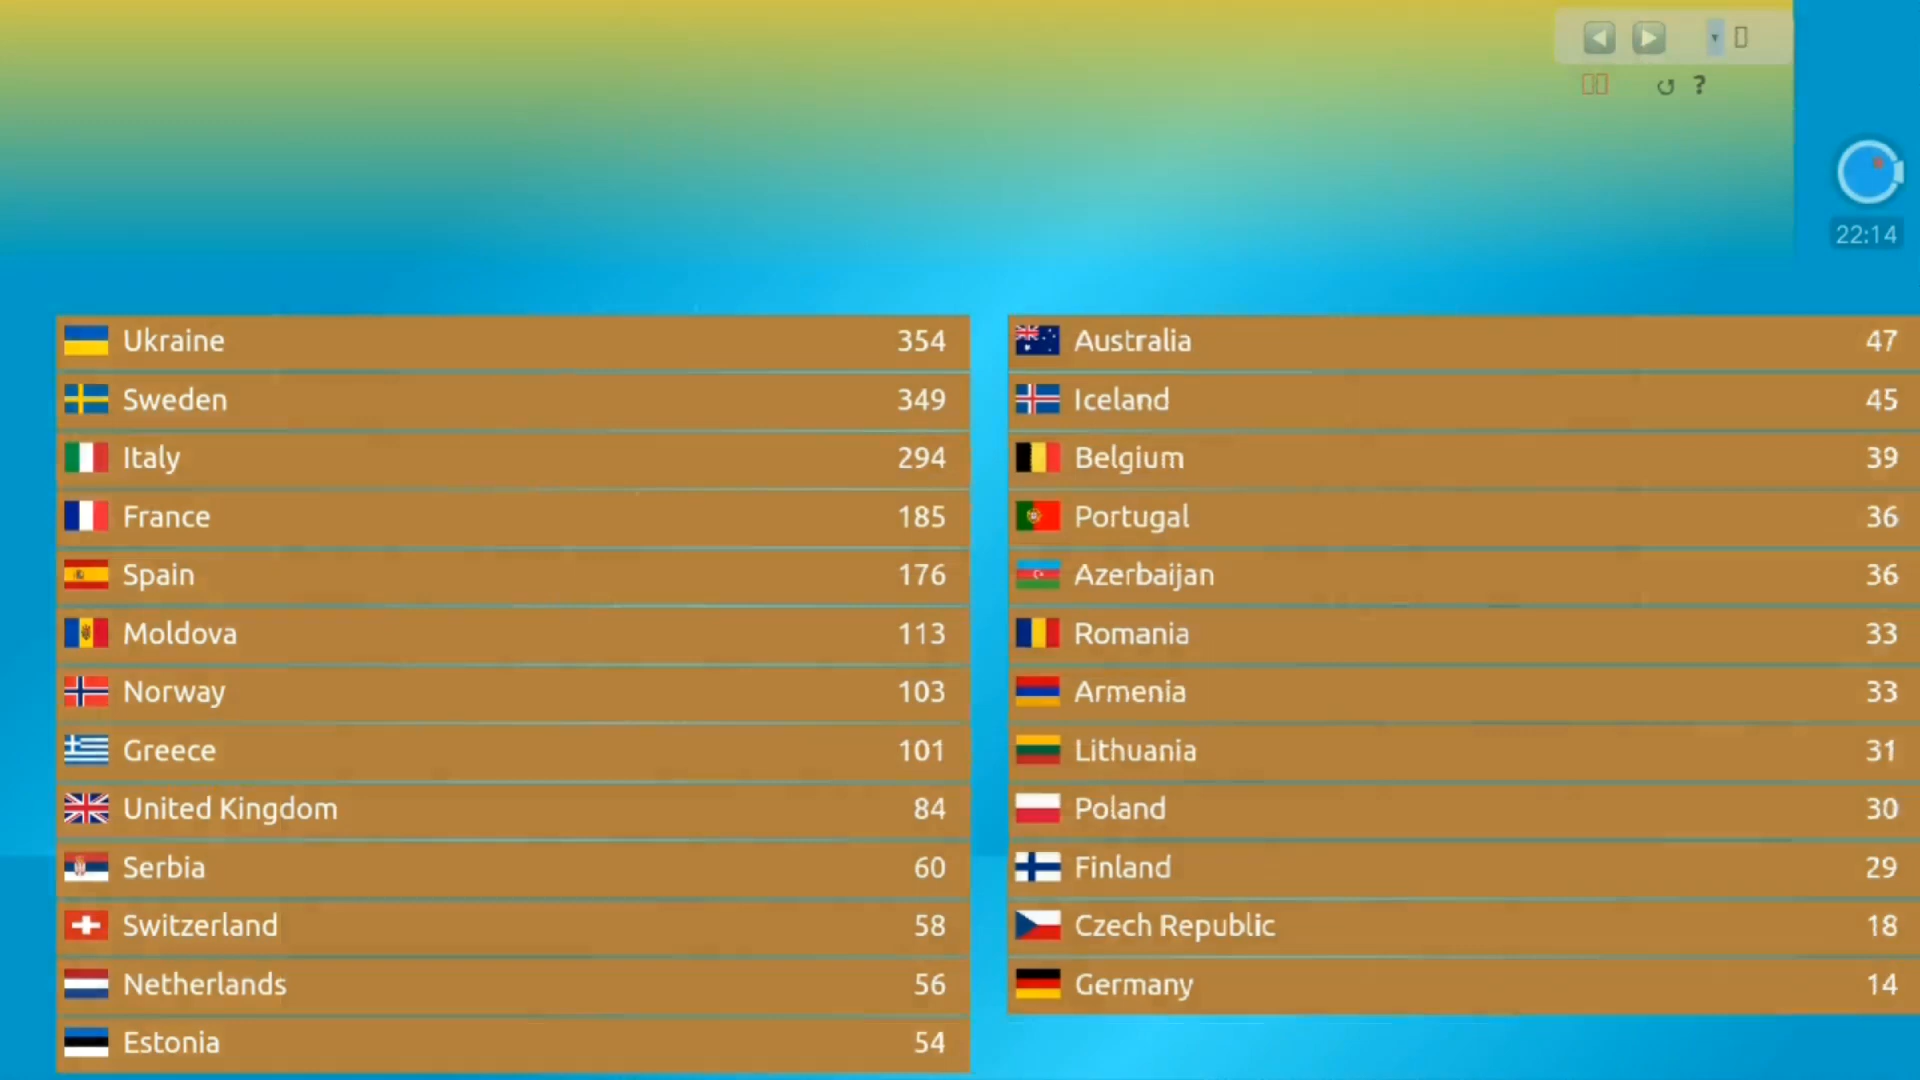 ?
22:14
Ukraine 354
Sweden 349
Italy 294
France 185
Spain 176
Moldova 113
Norway 103
Greece 101
United Kingdom 84
Serbia 60
Switzerland 58
Netherlands 56
Estonia 54
Australia 47
Iceland 45
Belgium 39
Portugal 36
Azerbaijan 36
Romania 33
Armenia 33
Lithuania 31
Poland 30
Finland 29
Czech Republic 18
Germany 14